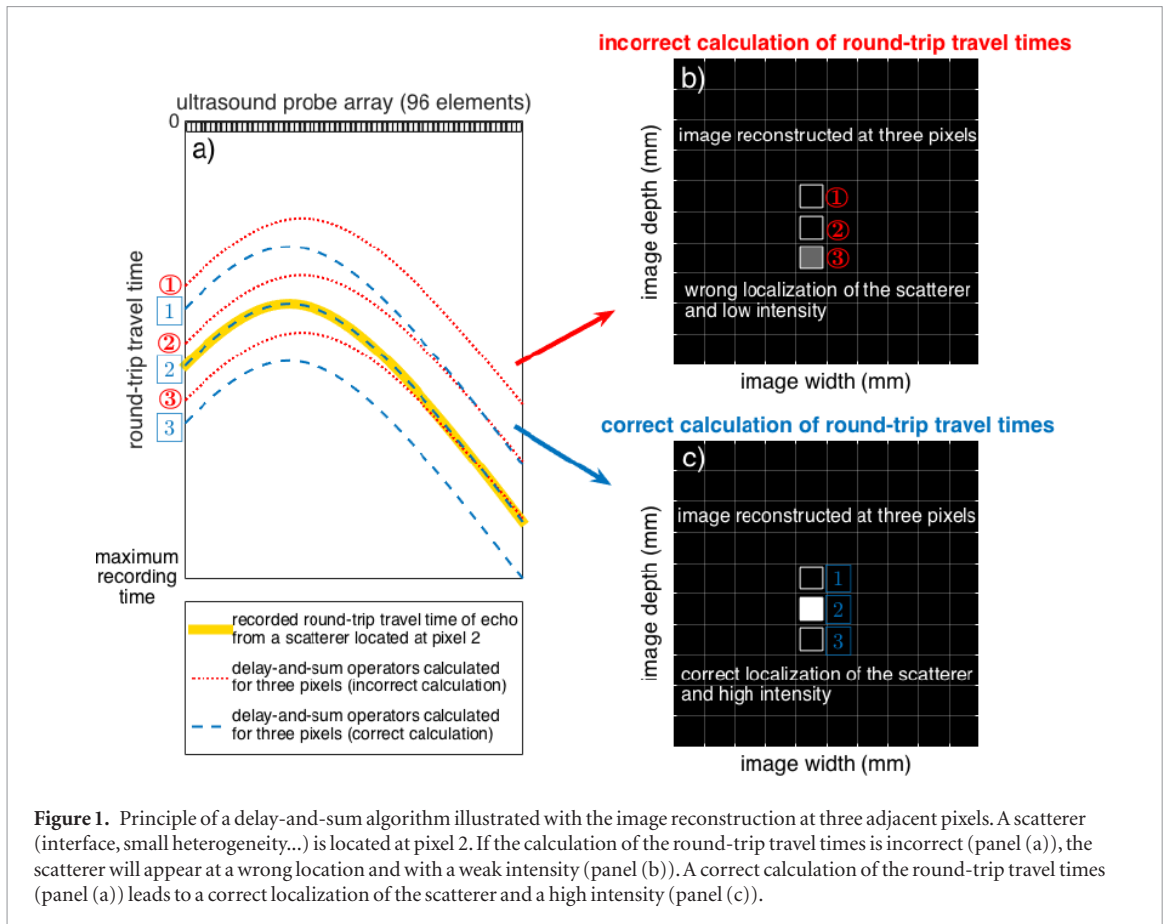 ultrasound probe array (96 elements)
0
a)
round-trip travel time
①
1
②
2
③
3
maximum
recording
time
recorded round-trip travel time of echo
from a scatterer located at pixel 2
delay-and-sum operators calculated
for three pixels (incorrect calculation)
delay-and-sum operators calculated
for three pixels (correct calculation)
incorrect calculation of round-trip travel times
b)
image reconstructed at three pixels
①
②
③
wrong localization of the scatterer
and low intensity
image depth (mm)
image width (mm)
correct calculation of round-trip travel times
c)
image reconstructed at three pixels
1
2
3
correct localization of the scatterer
and high intensity
image depth (mm)
image width (mm)
Figure 1. Principle of a delay-and-sum algorithm illustrated with the image reconstruction at three adjacent pixels. A scatterer
(interface, small heterogeneity...) is located at pixel 2. If the calculation of the round-trip travel times is incorrect (panel (a)), the
scatterer will appear at a wrong location and with a weak intensity (panel (b)). A correct calculation of the round-trip travel times
(panel (a)) leads to a correct localization of the scatterer and a high intensity (panel (c)).